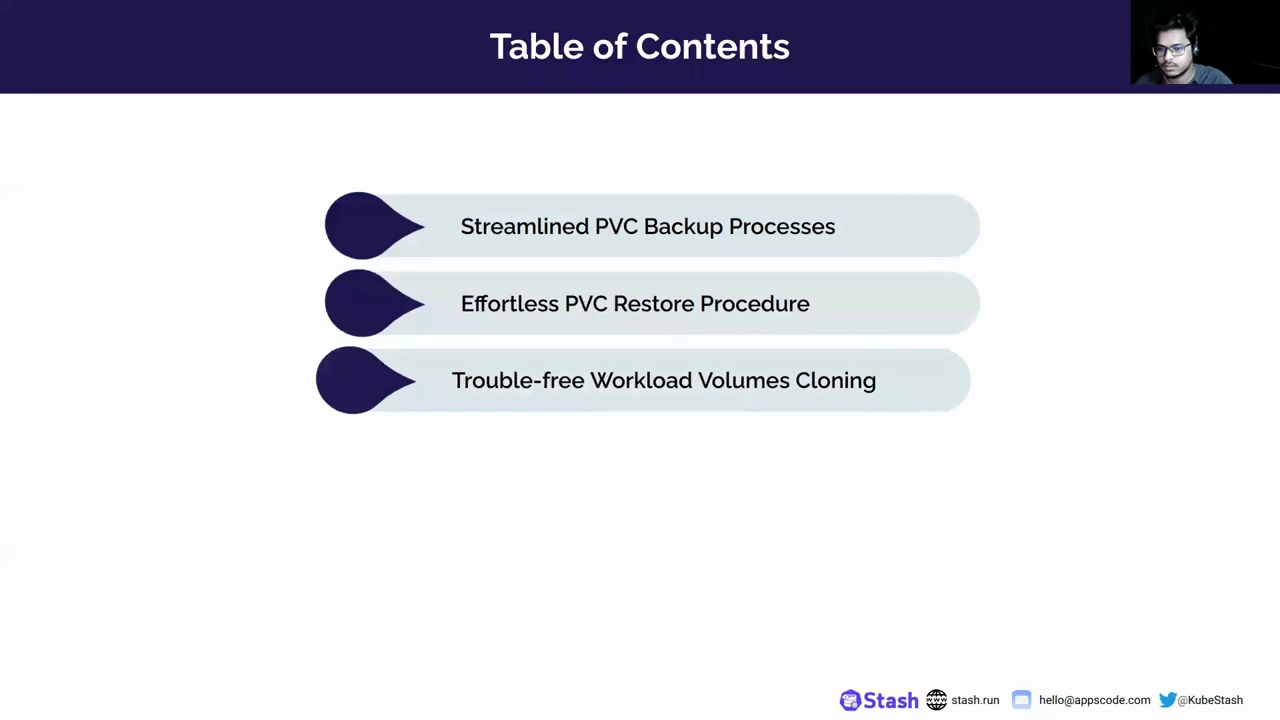 Table of Contents
Streamlined PVC Backup Processes
Effortless PVC Restore Procedure
Trouble-free Workload Volumes Cloning
Stash stash.run hello@appscode.com @KubeStash